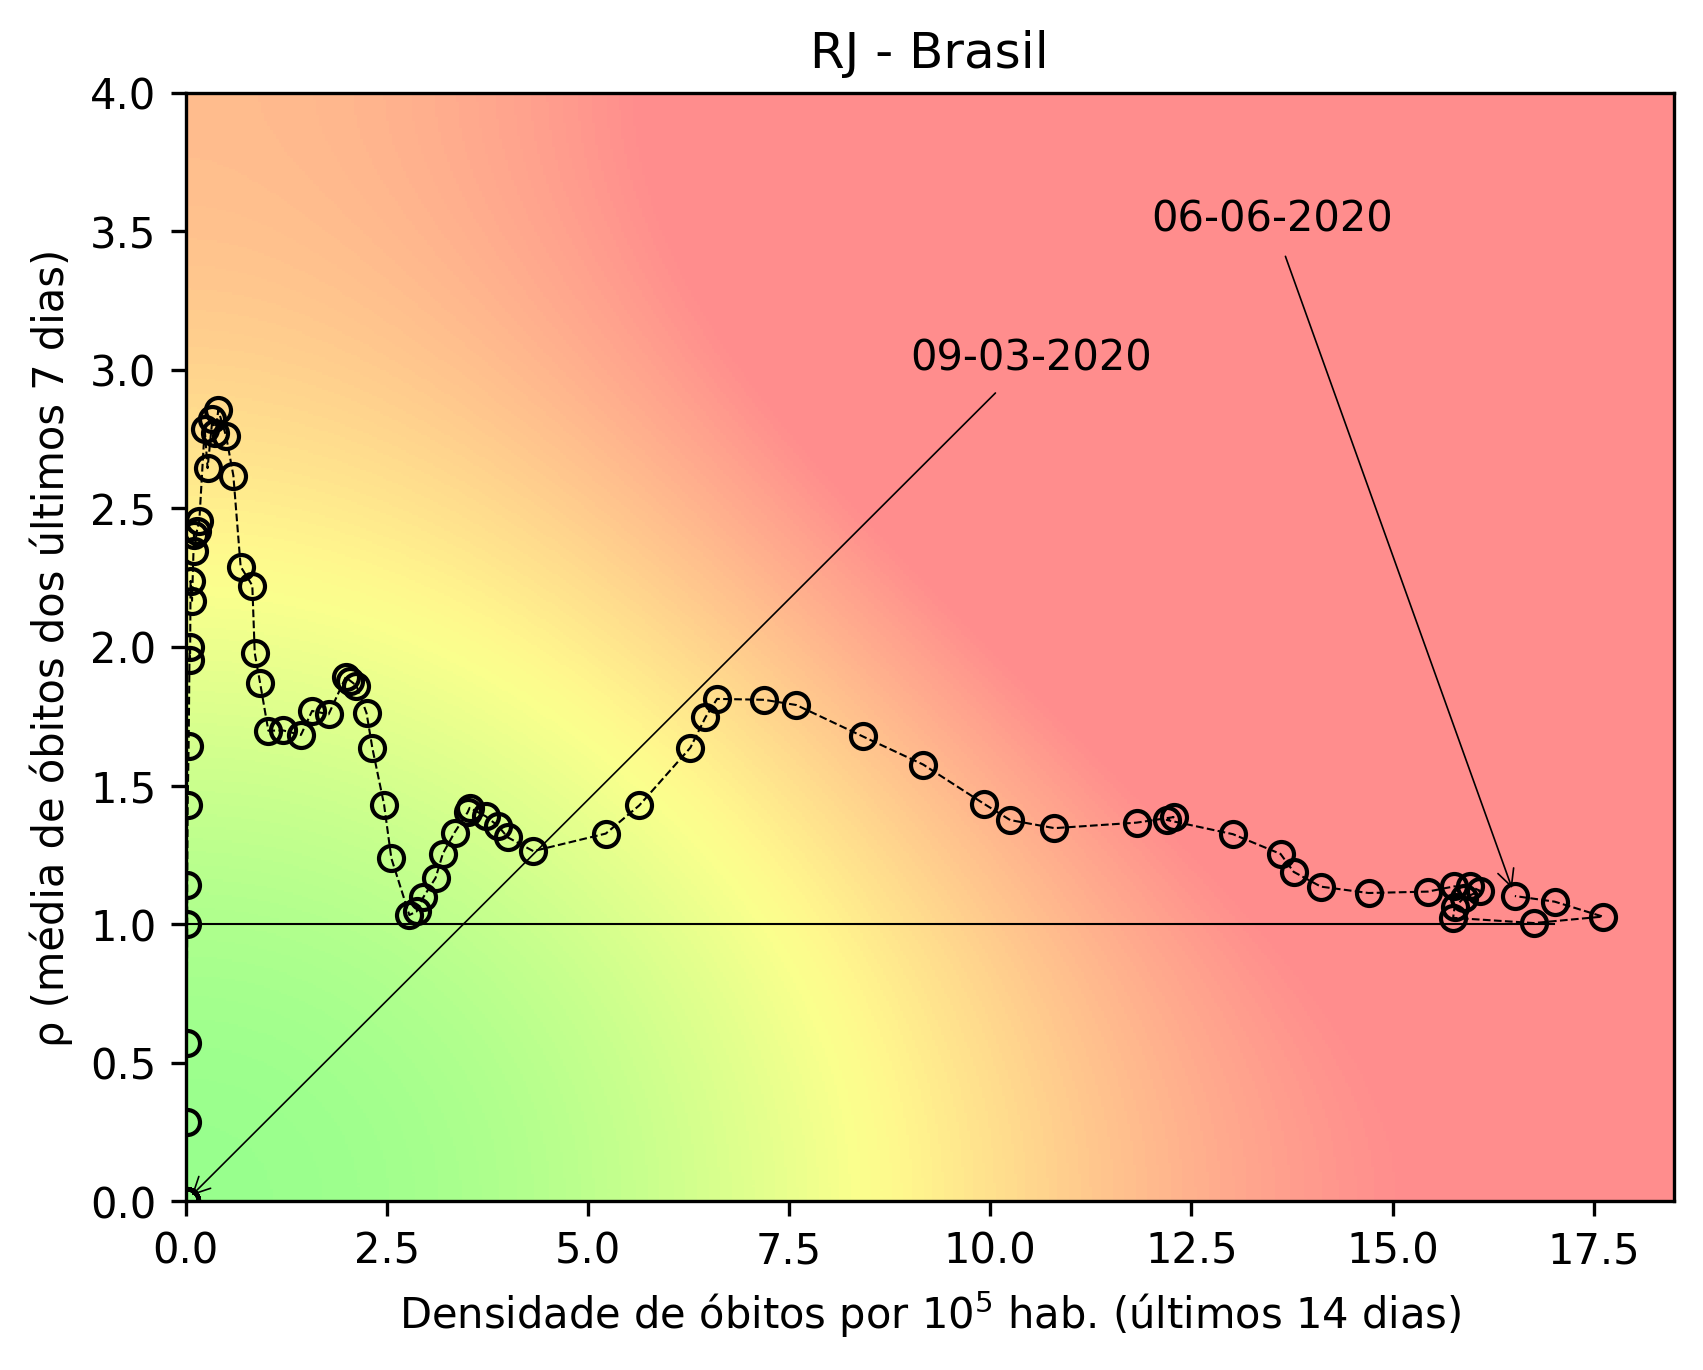 RJ - Brasil
4.0
3.5
3.0
2.5
2.0
1.5
1.0
0.5
0.0
ρ (média de óbitos dos últimos 7 dias)
06-06-2020
09-03-2020
0.0 2.5 5.0 7.5 10.0 12.5 15.0 17.5
Densidade de óbitos por 10⁵ hab. (últimos 14 dias)